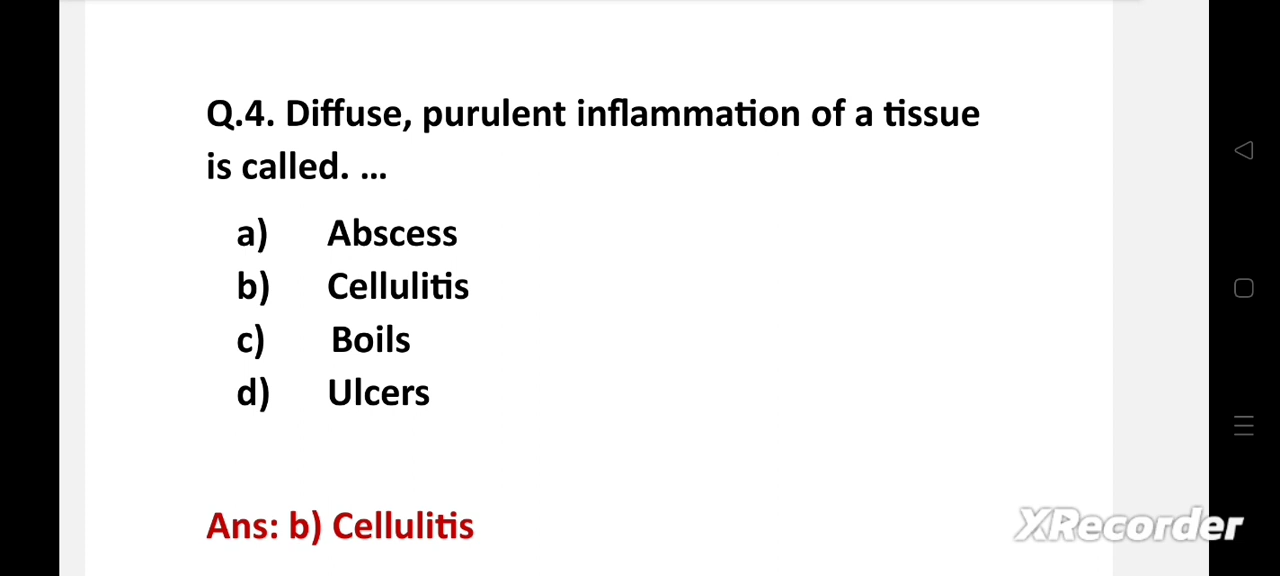 Q.4. Diffuse, purulent inflammation of a tissue
is called. ...
a) Abscess
b) Cellulitis
c) Boils
d) Ulcers
Ans: b) Cellulitis
XRecorder